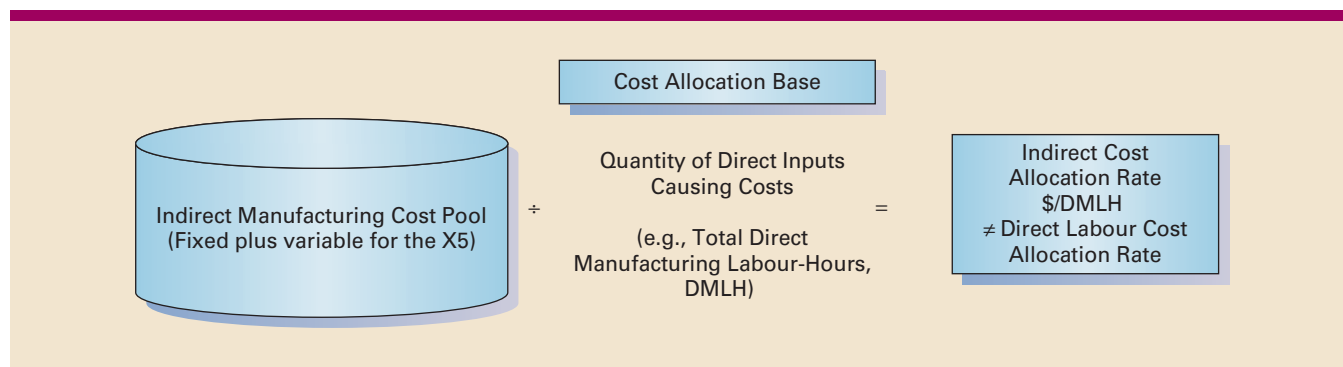 Cost Allocation Base
Indirect Manufacturing Cost Pool
(Fixed plus variable for the X5)
÷
Quantity of Direct Inputs
Causing Costs
(e.g., Total Direct
Manufacturing Labour-Hours,
DMLH)
=
Indirect Cost
Allocation Rate
$/DMLH
≠ Direct Labour Cost
Allocation Rate